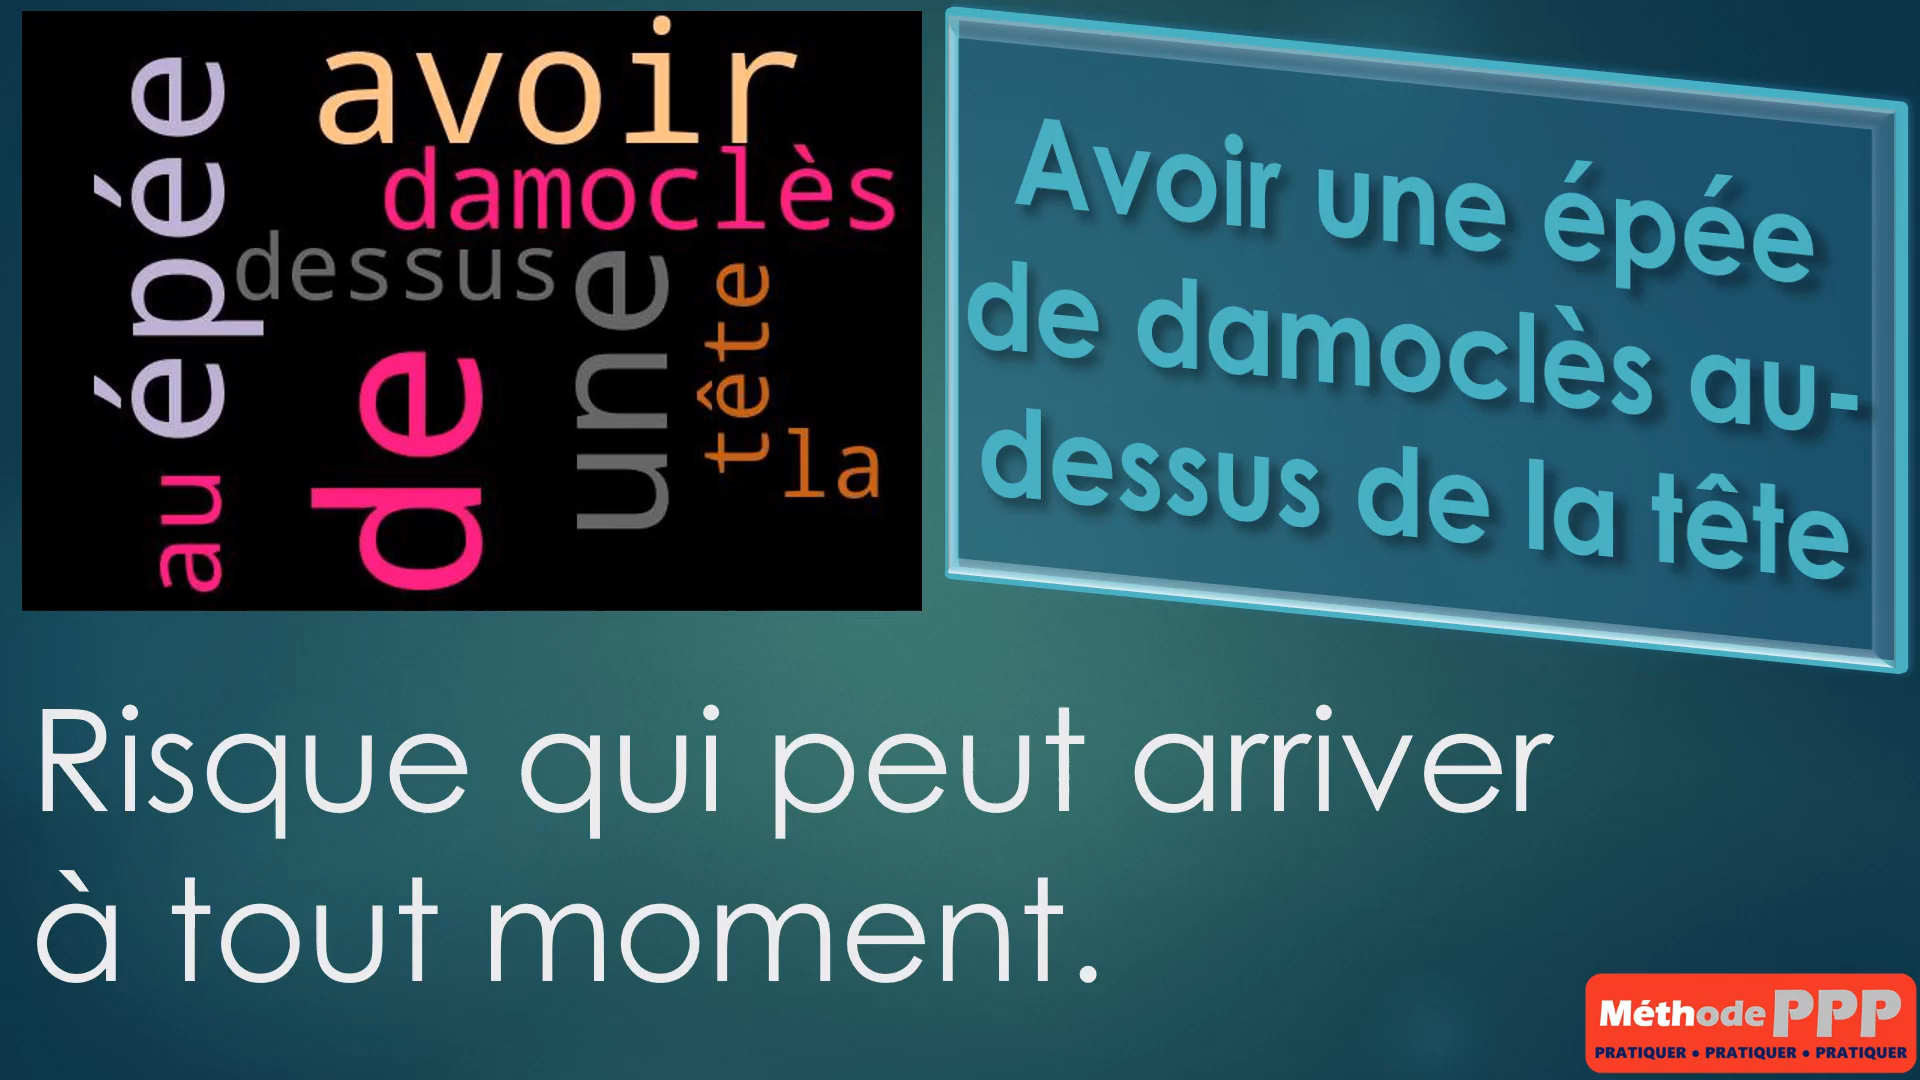 avoir
damoclès
épée
dessus
une
tête
de
la
au
Avoir une épée
de damoclès au-
dessus de la tête
Risque qui peut arriver
à tout moment.
Méthode PPP
PRATIQUER • PRATIQUER • PRATIQUER